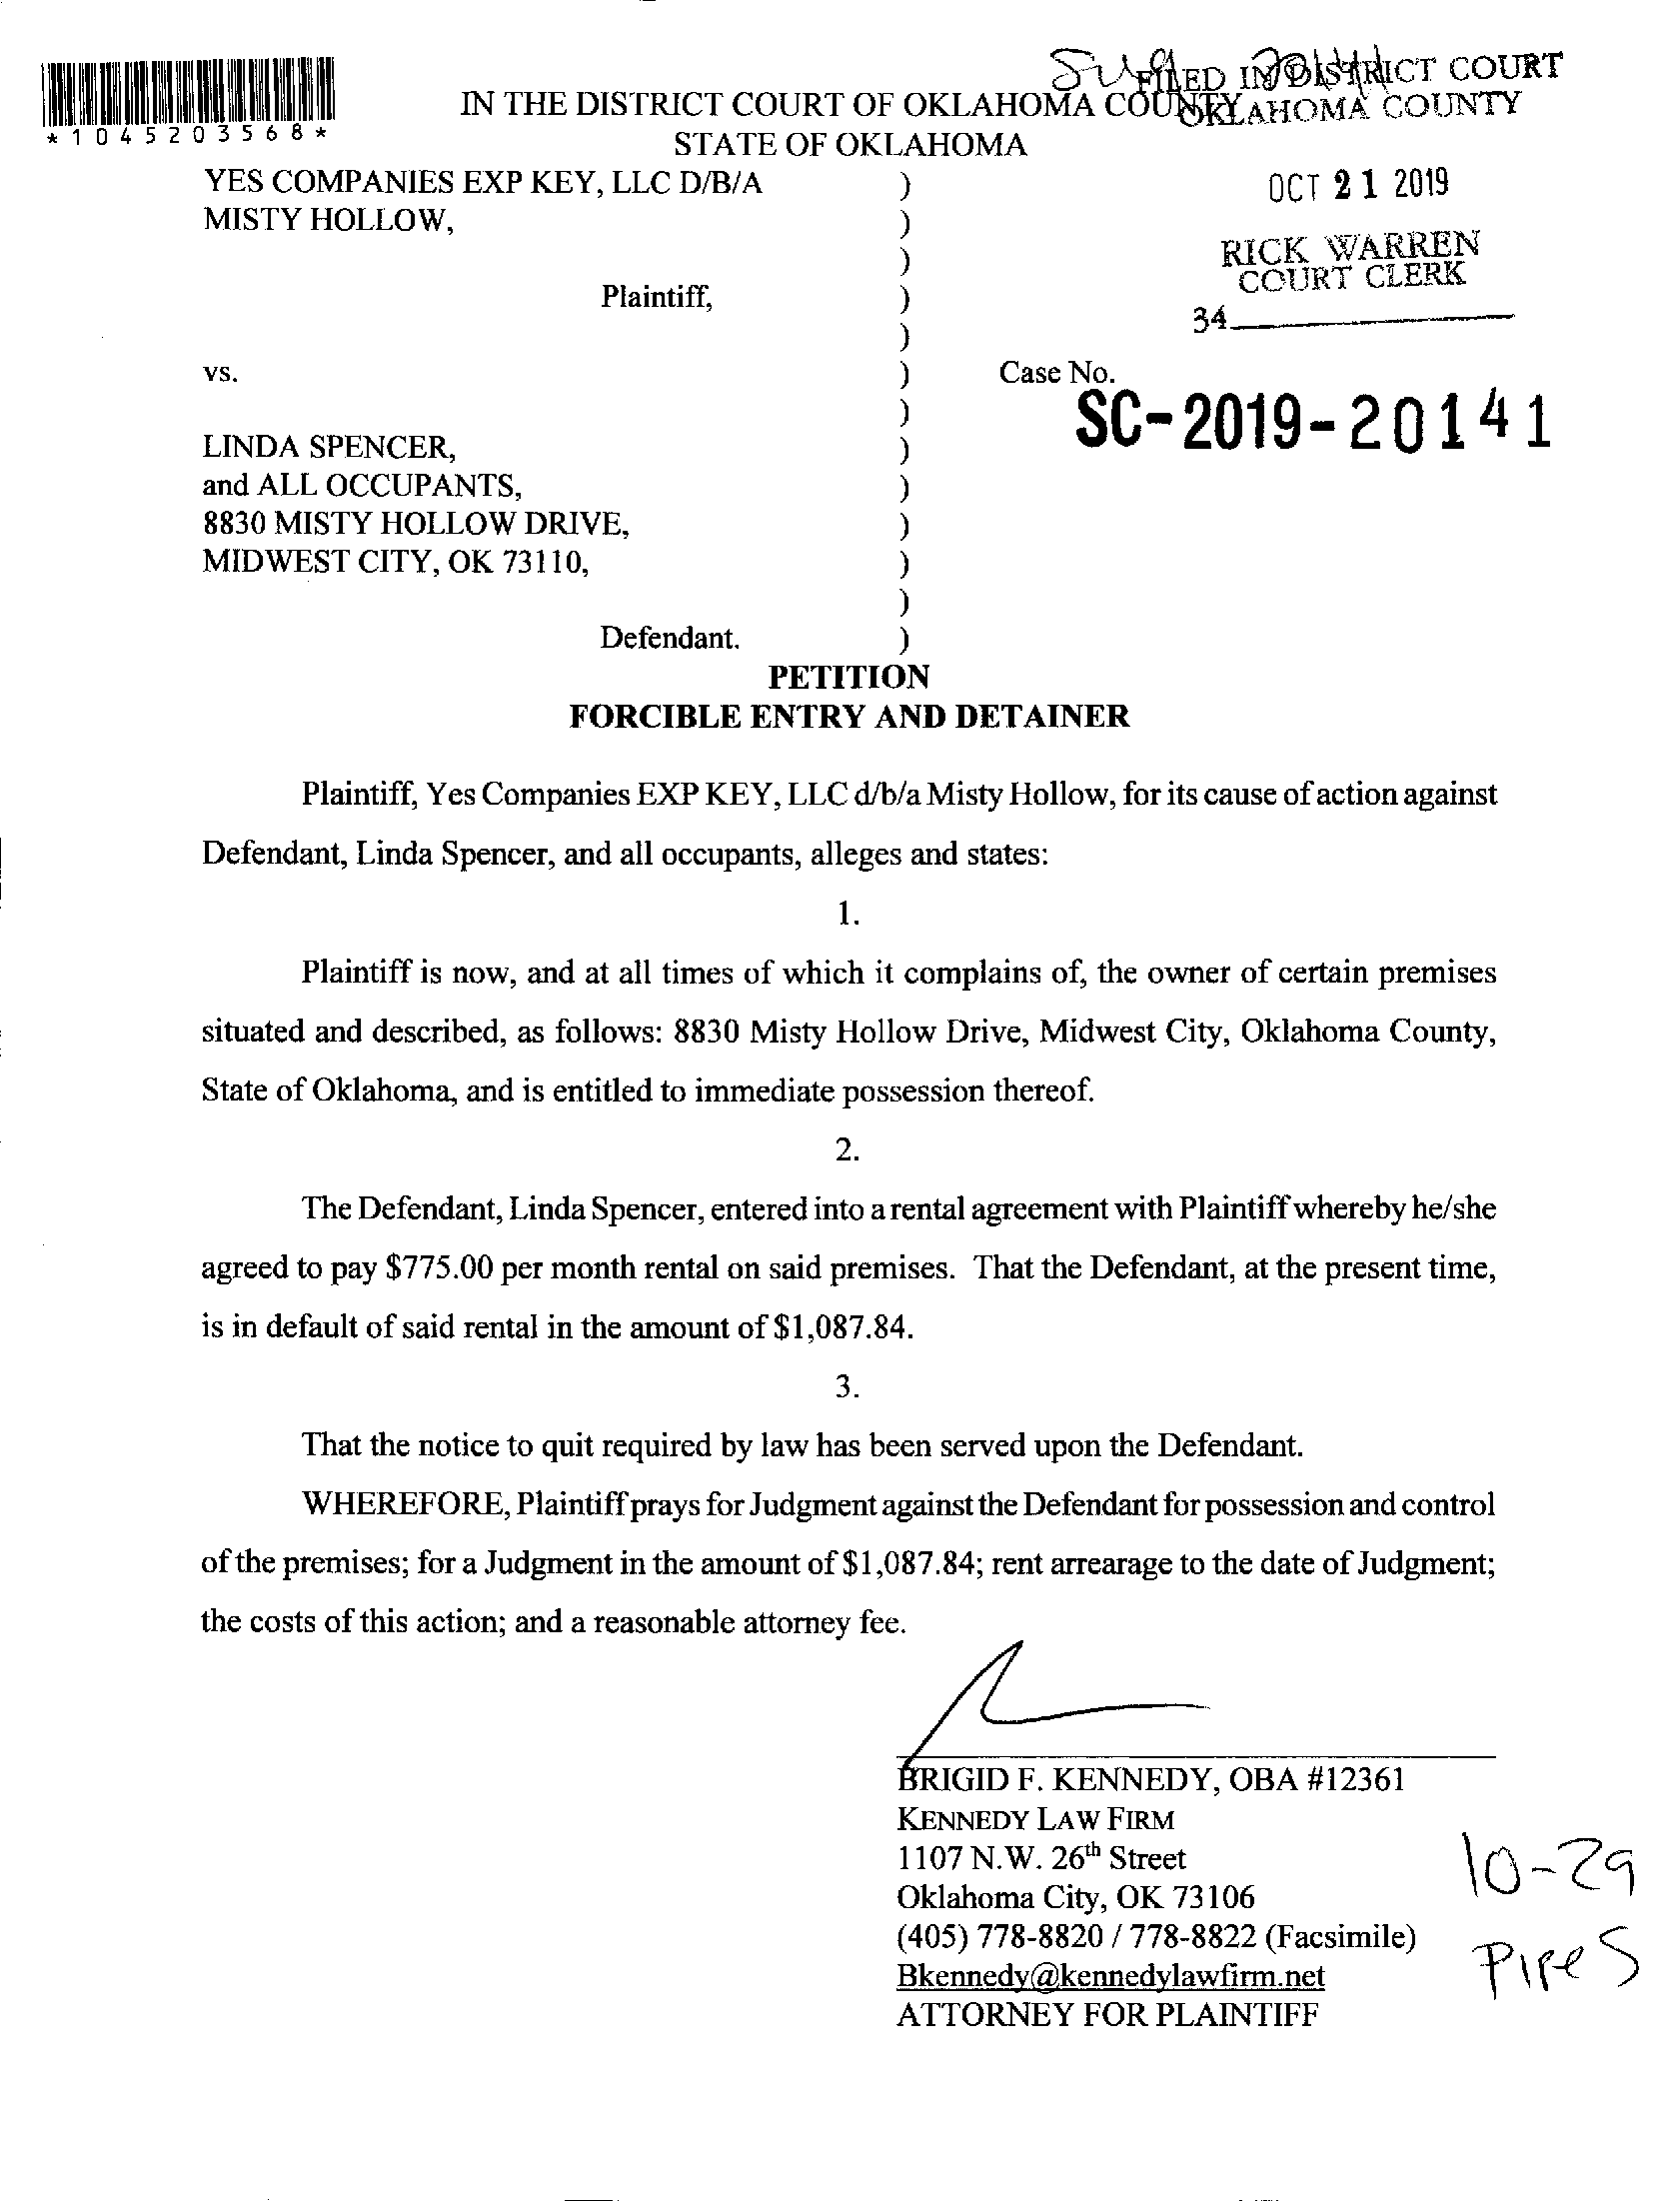 FILED IN DISTRICT COURT
OKLAHOMA COUNTY
IN THE DISTRICT COURT OF OKLAHOMA COUNTY
STATE OF OKLAHOMA
*1045203568*
YES COMPANIES EXP KEY, LLC D/B/A )
MISTY HOLLOW, )
)
Plaintiff, )
)
vs. )
)
LINDA SPENCER, )
and ALL OCCUPANTS, )
8830 MISTY HOLLOW DRIVE, )
MIDWEST CITY, OK 73110, )
)
Defendant. )
OCT 21 2019
RICK WARREN
COURT CLERK
34
Case No.
SC-2019-20141
PETITION
FORCIBLE ENTRY AND DETAINER
Plaintiff, Yes Companies EXP KEY, LLC d/b/a Misty Hollow, for its cause of action against
Defendant, Linda Spencer, and all occupants, alleges and states:
1.
Plaintiff is now, and at all times of which it complains of, the owner of certain premises
situated and described, as follows: 8830 Misty Hollow Drive, Midwest City, Oklahoma County,
State of Oklahoma, and is entitled to immediate possession thereof.
2.
The Defendant, Linda Spencer, entered into a rental agreement with Plaintiff whereby he/she
agreed to pay $775.00 per month rental on said premises. That the Defendant, at the present time,
is in default of said rental in the amount of $1,087.84.
3.
That the notice to quit required by law has been served upon the Defendant.
WHEREFORE, Plaintiff prays for Judgment against the Defendant for possession and control
of the premises; for a Judgment in the amount of $1,087.84; rent arrearage to the date of Judgment;
the costs of this action; and a reasonable attorney fee.
BRIGID F. KENNEDY, OBA #12361
KENNEDY LAW FIRM
1107 N.W. 26th Street
Oklahoma City, OK 73106
(405) 778-8820 / 778-8822 (Facsimile)
Bkennedy@kennedylawfirm.net
ATTORNEY FOR PLAINTIFF
10-29
PIPES